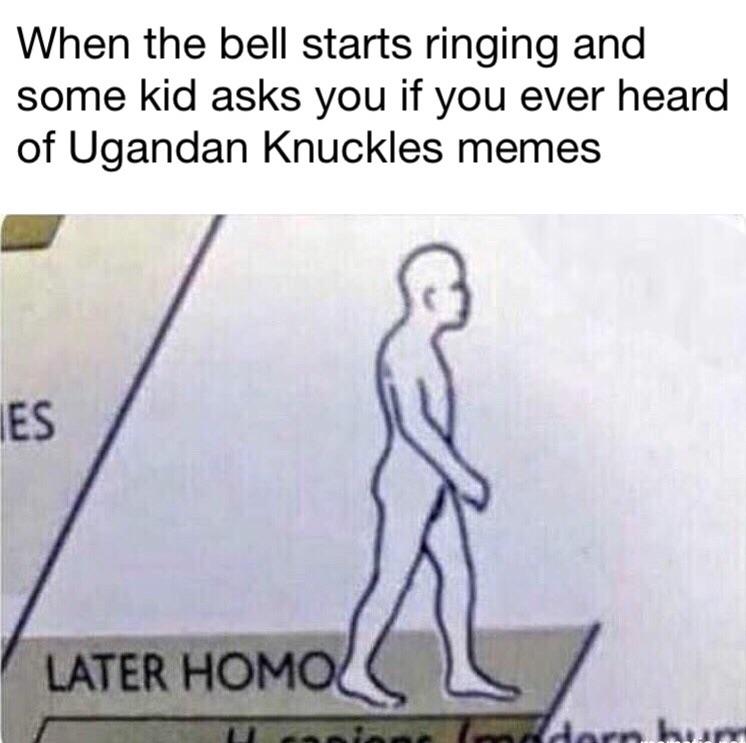 When the bell starts ringing and
some kid asks you if you ever heard
of Ugandan Knuckles memes
ES
LATER HOMO